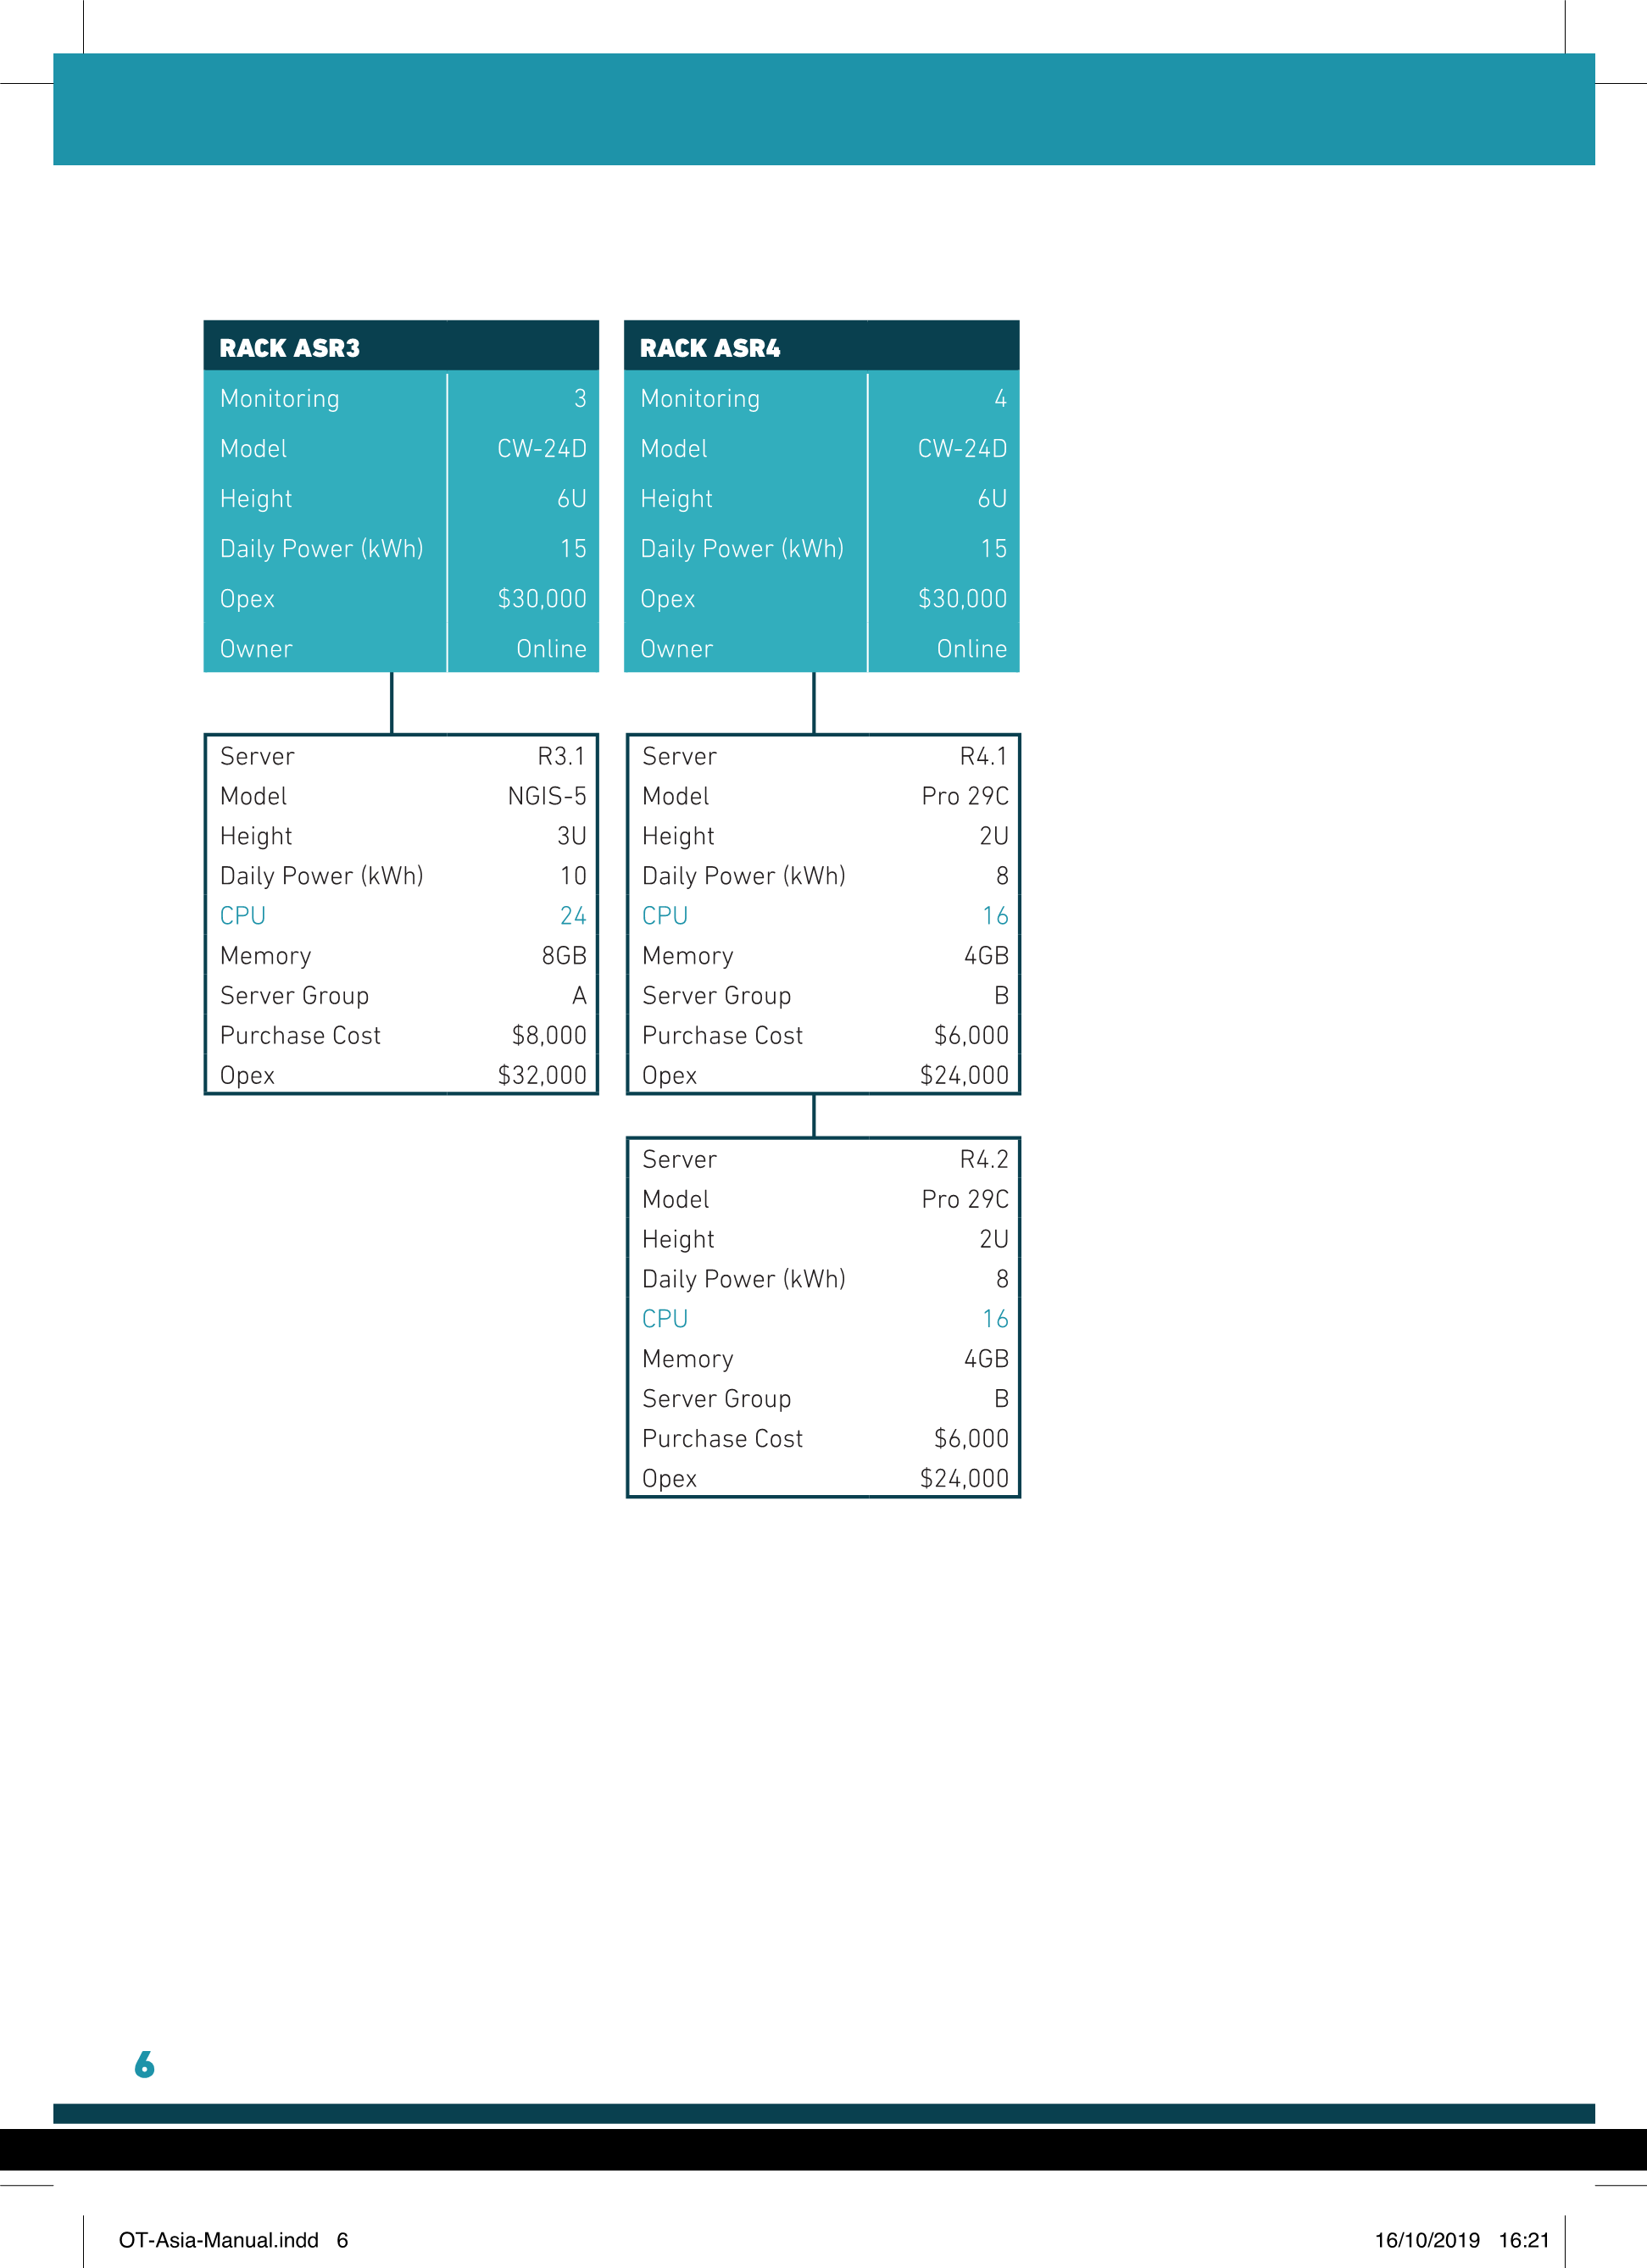 RACK ASR3
Monitoring 3
Model CW-24D
Height 6U
Daily Power (kWh) 15
Opex $30,000
Owner Online
Server R3.1
Model NGIS-5
Height 3U
Daily Power (kWh) 10
CPU 24
Memory 8GB
Server Group A
Purchase Cost $8,000
Opex $32,000
RACK ASR4
Monitoring 4
Model CW-24D
Height 6U
Daily Power (kWh) 15
Opex $30,000
Owner Online
Server R4.1
Model Pro 29C
Height 2U
Daily Power (kWh) 8
CPU 16
Memory 4GB
Server Group B
Purchase Cost $6,000
Opex $24,000
Server R4.2
Model Pro 29C
Height 2U
Daily Power (kWh) 8
CPU 16
Memory 4GB
Server Group B
Purchase Cost $6,000
Opex $24,000
6
OT-Asia-Manual.indd 6
16/10/2019 16:21